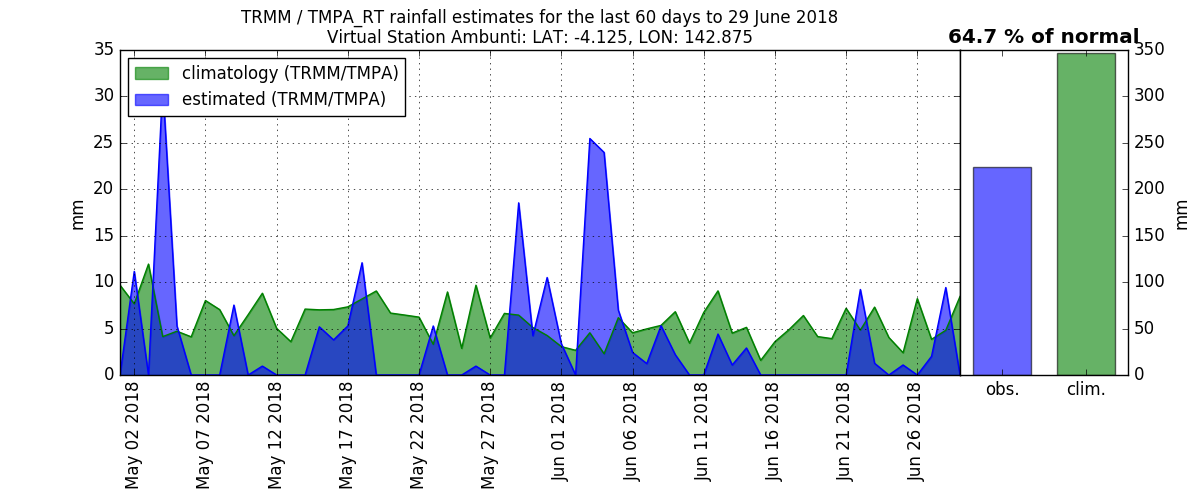 TRMM / TMPA_RT rainfall estimates for the last 60 days to 29 June 2018
Virtual Station Ambunti: LAT: -4.125, LON: 142.875
64.7 % of normal
climatology (TRMM/TMPA)
estimated (TRMM/TMPA)
35
30
25
20
15
10
5
0
mm
May 02 2018
May 07 2018
May 12 2018
May 17 2018
May 22 2018
May 27 2018
Jun 01 2018
Jun 06 2018
Jun 11 2018
Jun 16 2018
Jun 21 2018
Jun 26 2018
350
300
250
200
150
100
50
0
mm
obs.
clim.